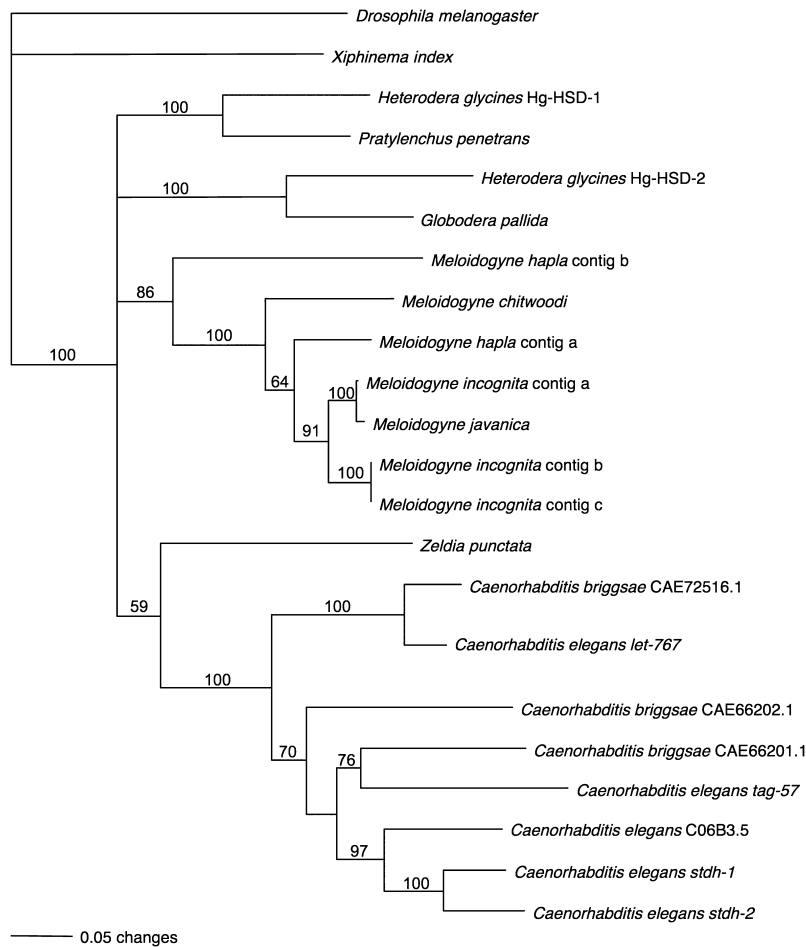 Drosophila melanogaster
Xiphinema index
Heterodera glycines Hg-HSD-1
100
Pratylenchus penetrans
Heterodera glycines Hg-HSD-2
100
Globodera pallida
Meloidogyne hapla contig b
86
Meloidogyne chitwoodi
100
Meloidogyne hapla contig a
100
64
Meloidogyne incognita contig a
100
Meloidogyne javanica
91
Meloidogyne incognita contig b
100
Meloidogyne incognita contig c
Zeldia punctata
Caenorhabditis briggsae CAE72516.1
59
100
Caenorhabditis elegans let-767
100
Caenorhabditis briggsae CAE66202.1
70
Caenorhabditis briggsae CAE66201.1
76
Caenorhabditis elegans tag-57
Caenorhabditis elegans C06B3.5
97
Caenorhabditis elegans stdh-1
100
Caenorhabditis elegans stdh-2
0.05 changes